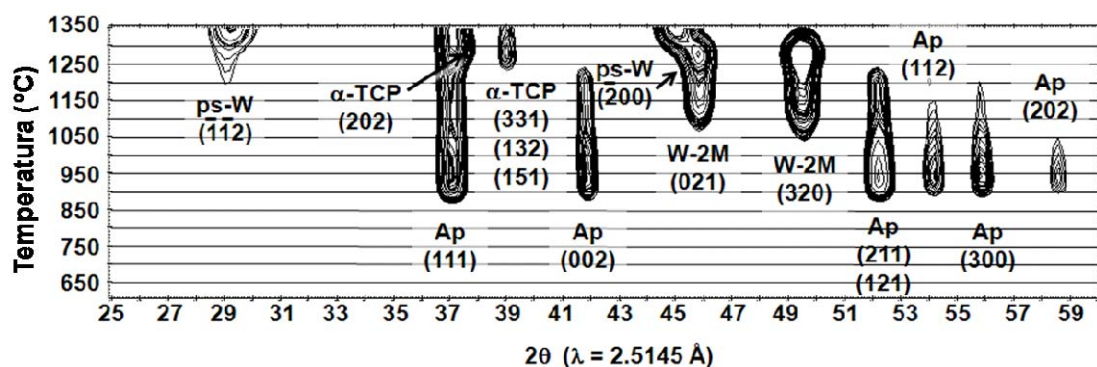 Temperatura (ºC)
1350
1250
1150
1050
950
850
750
650
ps-W
(112)
α-TCP
(202)
α-TCP
(331)
(132)
(151)
ps-W
(200)
W-2M
(021)
W-2M
(320)
Ap
(112)
Ap
(202)
Ap
(111)
Ap
(002)
Ap
(211)
(121)
Ap
(300)
25 27 29 31 33 35 37 39 41 43 45 47 49 51 53 55 57 59
2θ (λ = 2.5145 Å)